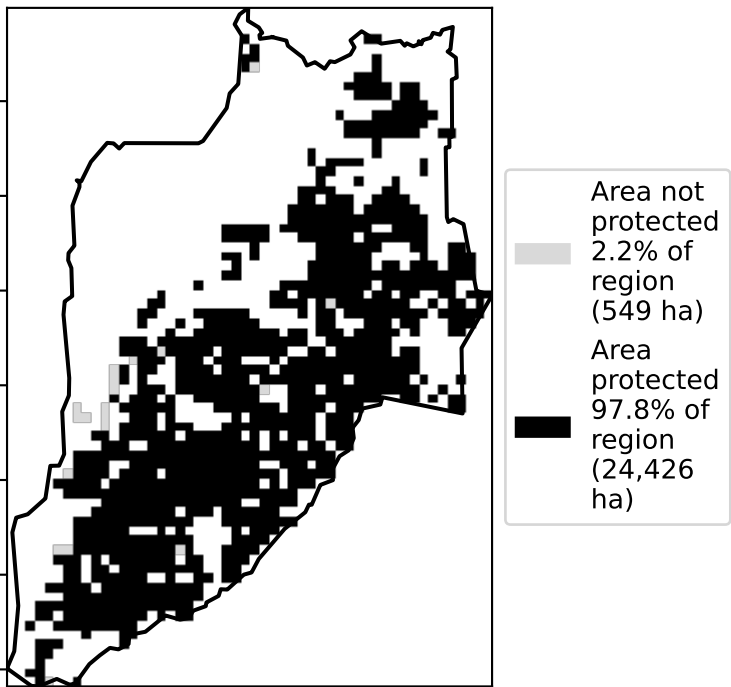 Area not
protected
2.2% of
region
(549 ha)
Area
protected
97.8% of
region
(24,426
ha)